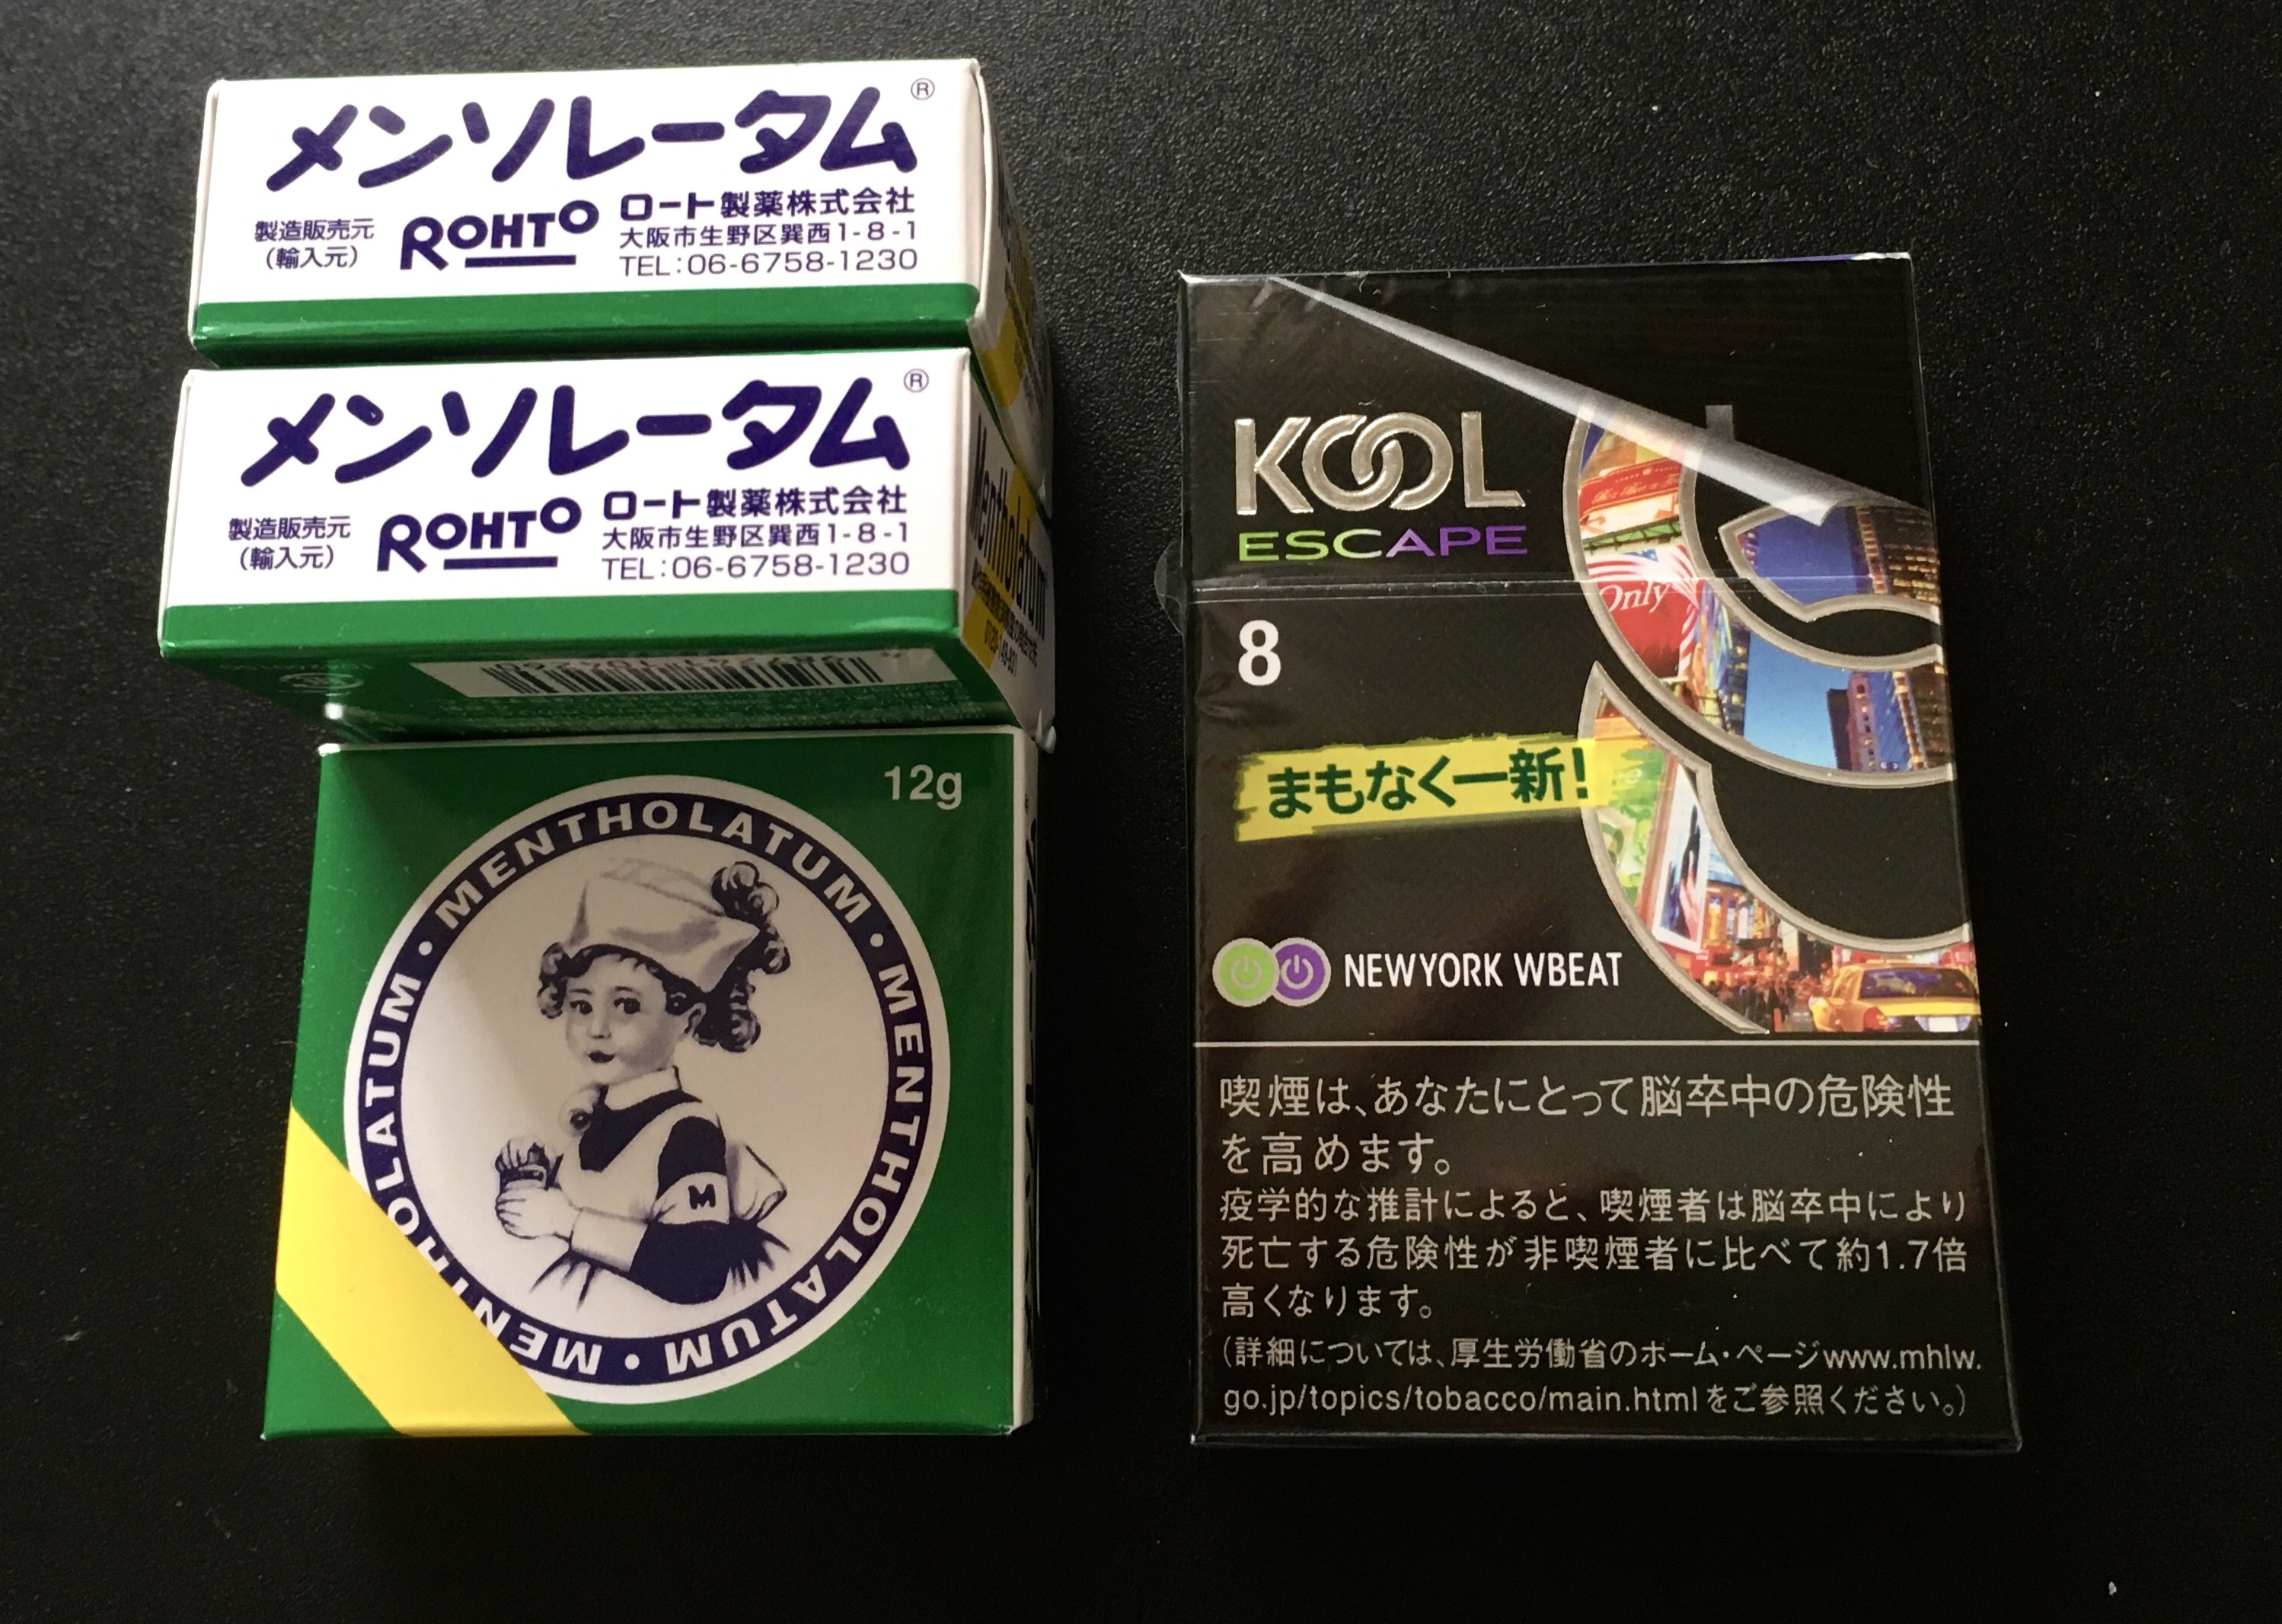 メンソレータム®
製造販売元
(輸入元)
ROHTO
ロート製薬株式会社
大阪市生野区巽西1-8-1
TEL:06-6758-1230
メンソレータム®
製造販売元
(輸入元)
ROHTO
ロート製薬株式会社
大阪市生野区巽西1-8-1
TEL:06-6758-1230
Mentholatum
12g
MENTHOLATUM・MENTHOLATUM・MENTHOLATUM
M
KOOL
ESCAPE
Only
8
まもなく一新!
NEWYORK WBEAT
喫煙は、あなたにとって脳卒中の危険性
を高めます。
疫学的な推計によると、喫煙者は脳卒中により
死亡する危険性が非喫煙者に比べて約1.7倍
高くなります。
(詳細については、厚生労働省のホーム・ページwww.mhlw.
go.jp/topics/tobacco/main.htmlをご参照ください。)